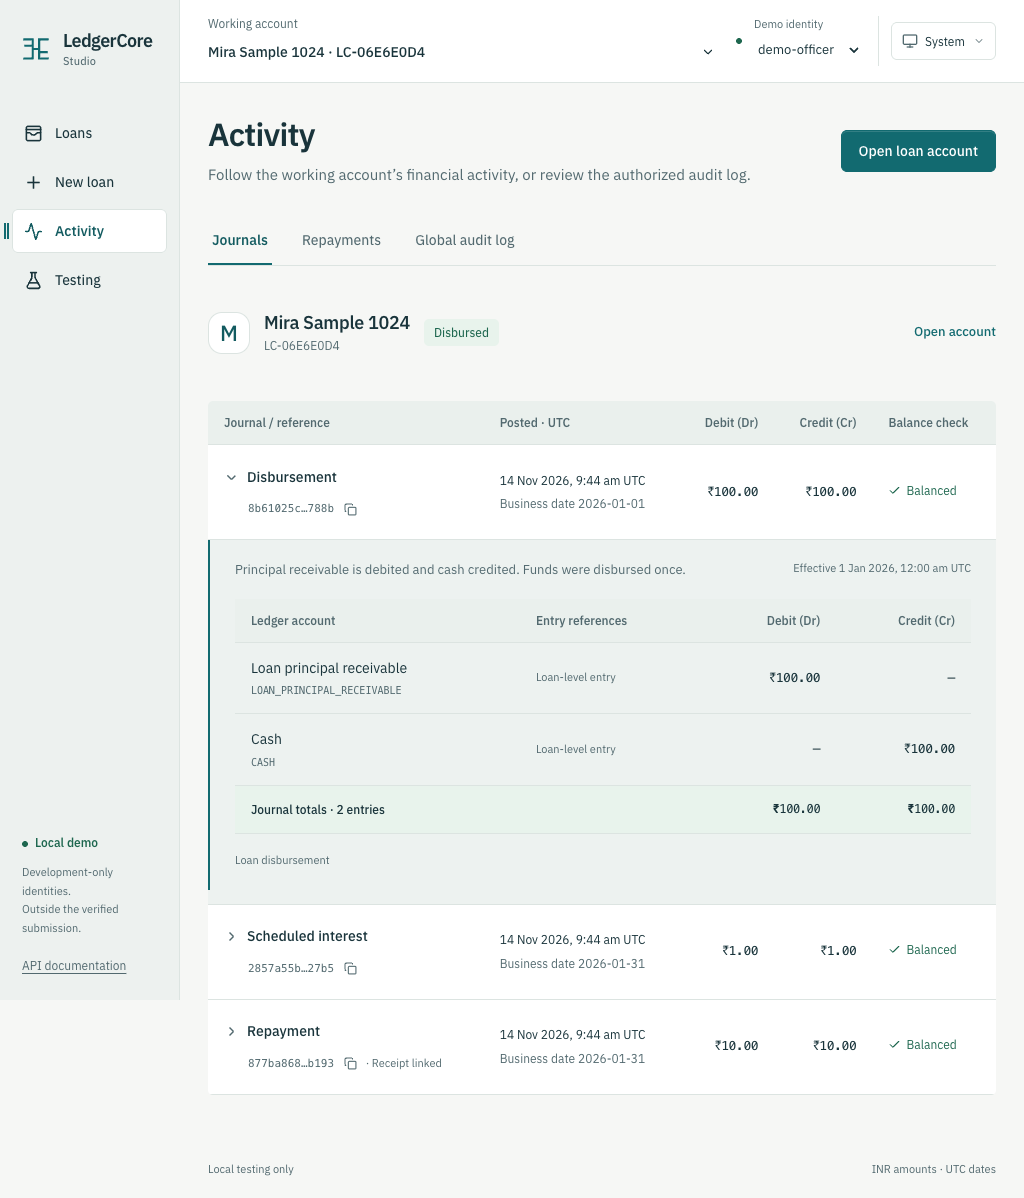 LedgerCore
Studio
Loans
New loan
Activity
Testing
Local demo
Development-only
identities.
Outside the verified
submission.
API documentation
Working account
Mira Sample 1024 · LC-06E6E0D4
Demo identity
demo-officer
System
Activity
Follow the working account’s financial activity, or review the authorized audit log.
Open loan account
Journals Repayments Global audit log
M
Mira Sample 1024
LC-06E6E0D4
Disbursed
Open account
Journal / reference Posted · UTC Debit (Dr) Credit (Cr) Balance check
Disbursement
8b61025c…788b
14 Nov 2026, 9:44 am UTC
Business date 2026-01-01
₹100.00 ₹100.00 Balanced
Principal receivable is debited and cash credited. Funds were disbursed once.
Effective 1 Jan 2026, 12:00 am UTC
Ledger account Entry references Debit (Dr) Credit (Cr)
Loan principal receivable
LOAN_PRINCIPAL_RECEIVABLE
Loan-level entry ₹100.00 —
Cash
CASH
Loan-level entry — ₹100.00
Journal totals · 2 entries ₹100.00 ₹100.00
Loan disbursement
Scheduled interest
2857a55b…27b5
14 Nov 2026, 9:44 am UTC
Business date 2026-01-31
₹1.00 ₹1.00 Balanced
Repayment
877ba868…b193 · Receipt linked
14 Nov 2026, 9:44 am UTC
Business date 2026-01-31
₹10.00 ₹10.00 Balanced
Local testing only
INR amounts · UTC dates